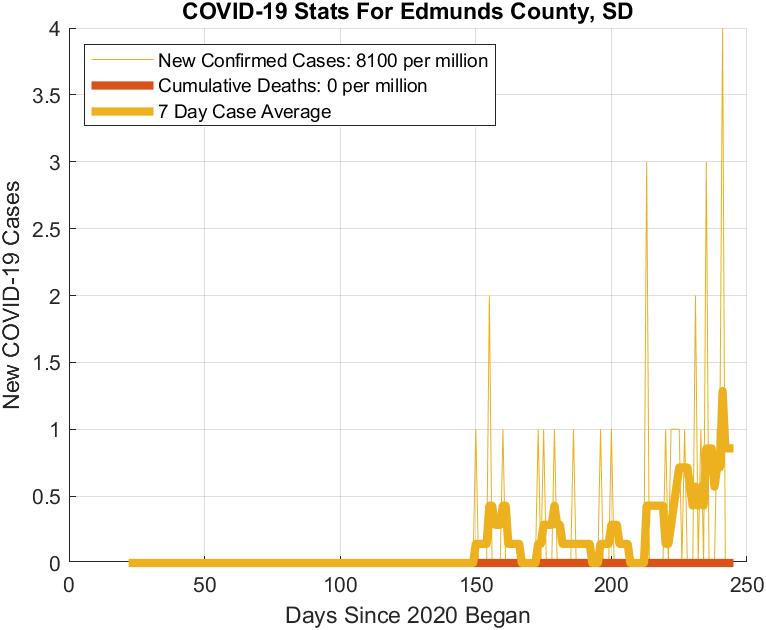 COVID-19 Stats For Edmunds County, SD
New Confirmed Cases: 8100 per million
Cumulative Deaths: 0 per million
7 Day Case Average
New COVID-19 Cases
4
3.5
3
2.5
2
1.5
1
0.5
0
0 50 100 150 200 250
Days Since 2020 Began